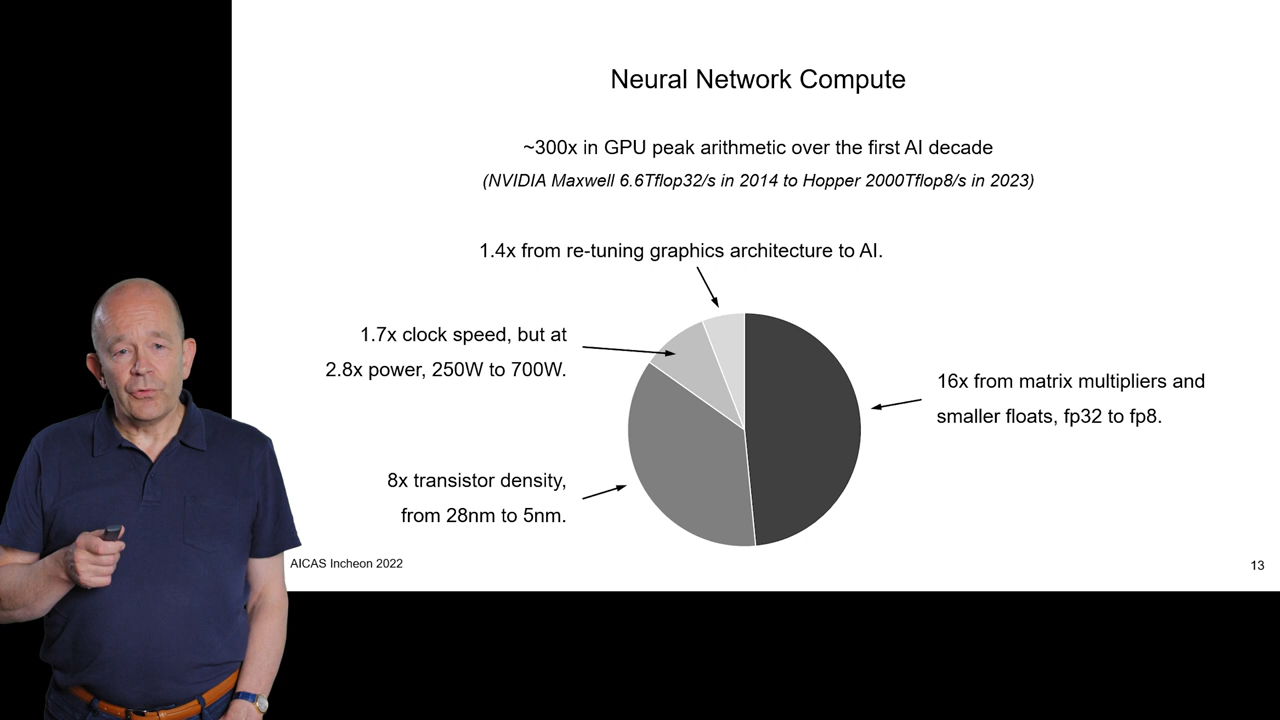 Neural Network Compute
~300x in GPU peak arithmetic over the first AI decade
(NVIDIA Maxwell 6.6Tflop32/s in 2014 to Hopper 2000Tflop8/s in 2023)
1.4x from re-tuning graphics architecture to AI.
1.7x clock speed, but at
2.8x power, 250W to 700W.
16x from matrix multipliers and
smaller floats, fp32 to fp8.
8x transistor density,
from 28nm to 5nm.
AICAS Incheon 2022
13